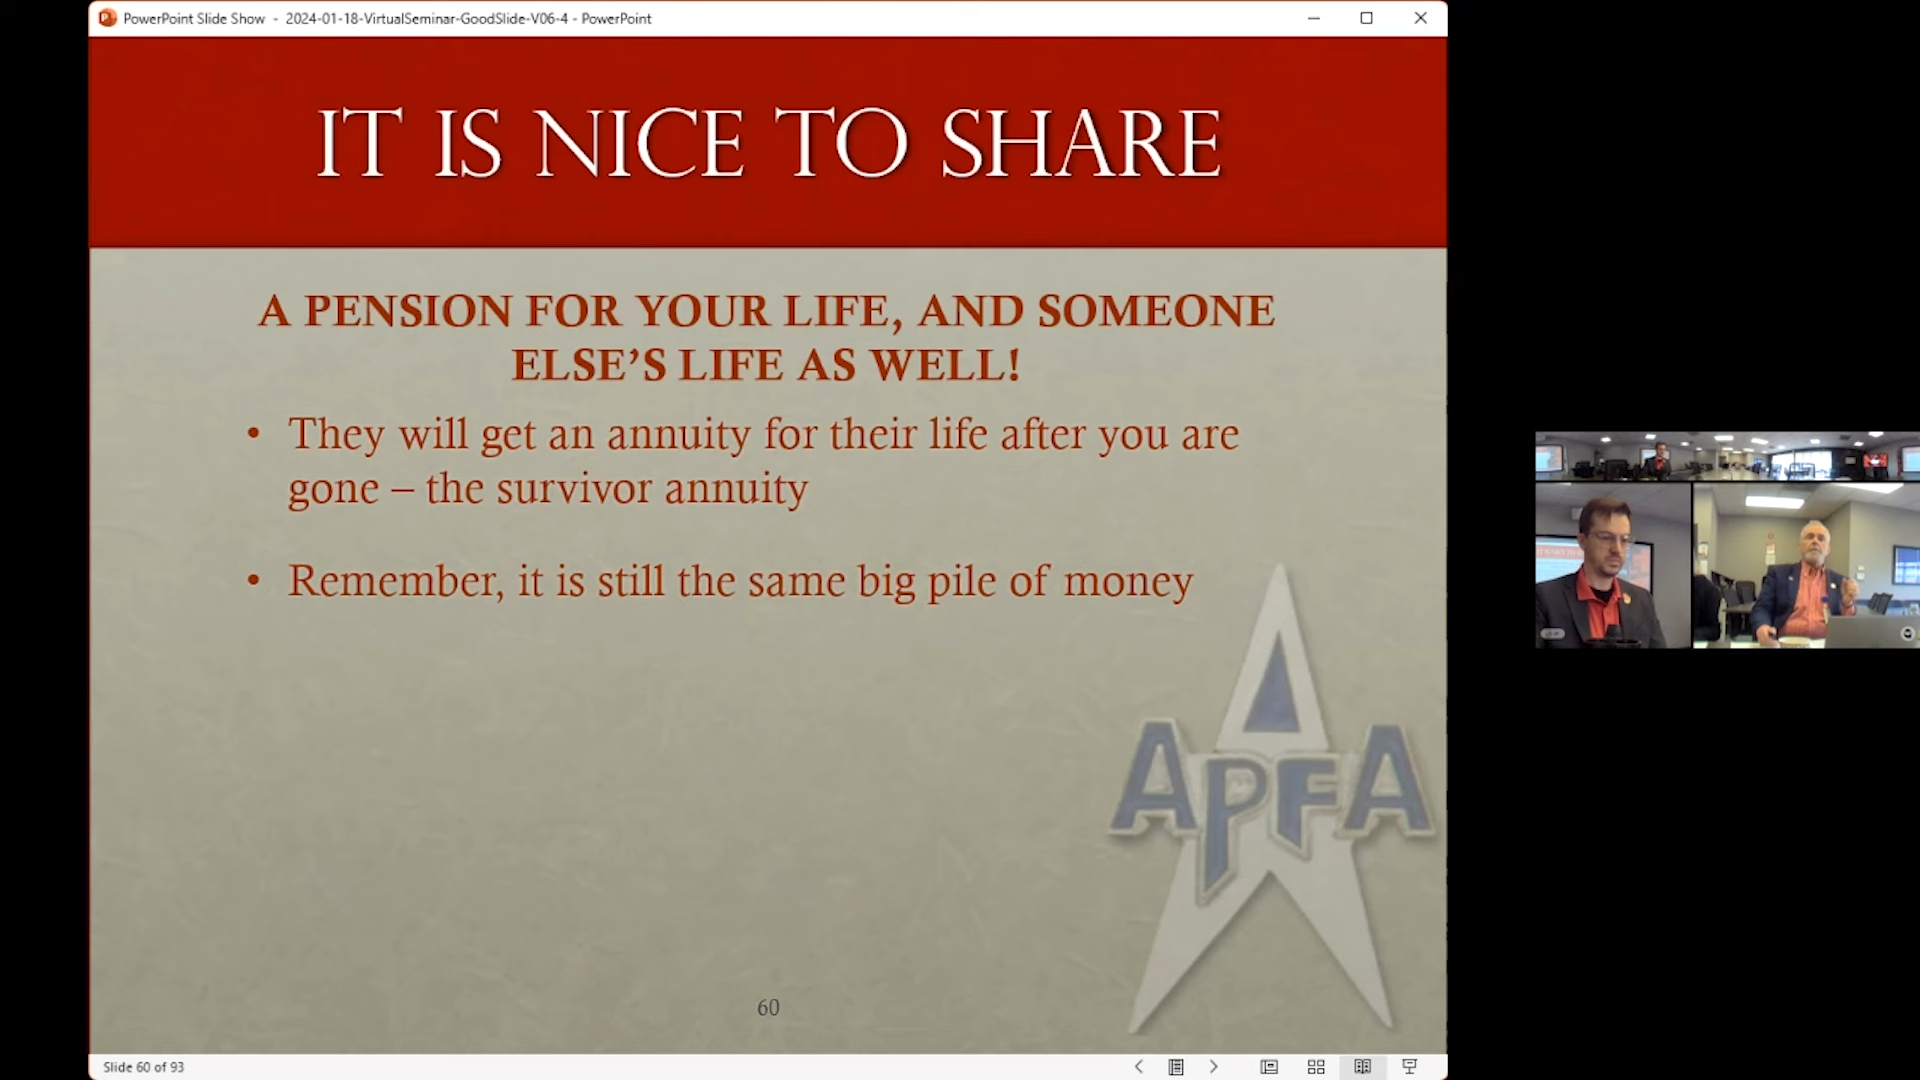 PowerPoint Slide Show - 2024-01-18-VirtualSeminar-GoodSlide-V06-4 - PowerPoint
IT IS NICE TO SHARE
A PENSION FOR YOUR LIFE, AND SOMEONE
ELSE’S LIFE AS WELL!
• They will get an annuity for their life after you are
gone – the survivor annuity
• Remember, it is still the same big pile of money
APFA
60
Slide 60 of 93